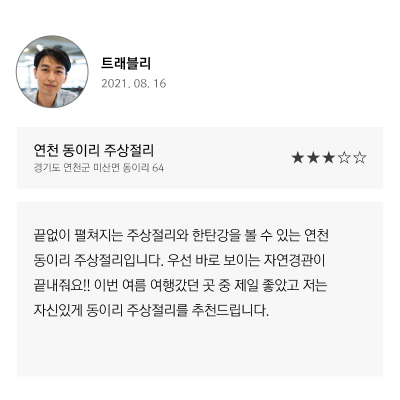 트래블리
2021. 08. 16
연천 동이리 주상절리
경기도 연천군 미산면 동이리 64
★★★☆☆
끝없이 펼쳐지는 주상절리와 한탄강을 볼 수 있는 연천
동이리 주상절리입니다. 우선 바로 보이는 자연경관이
끝내줘요!! 이번 여름 여행갔던 곳 중 제일 좋았고 저는
자신있게 동이리 주상절리를 추천드립니다.